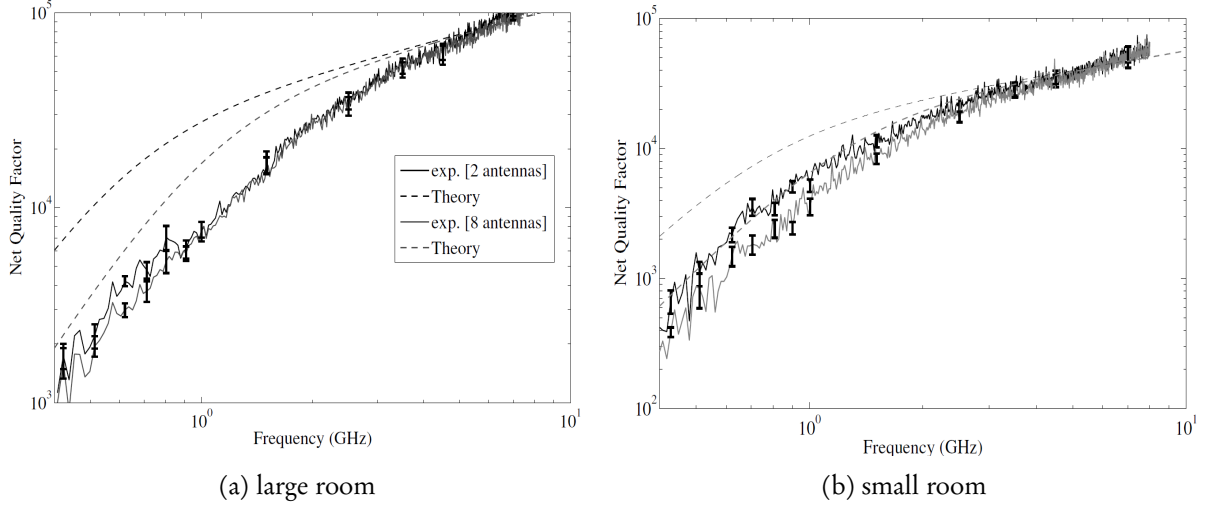 10^5
10^4
10^3
Net Quality Factor
exp. [2 antennas]
Theory
exp. [8 antennas]
Theory
10^0
10^1
Frequency (GHz)
(a) large room
10^6
10^5
10^4
10^3
10^2
Net Quality Factor
10^0
10^1
Frequency (GHz)
(b) small room